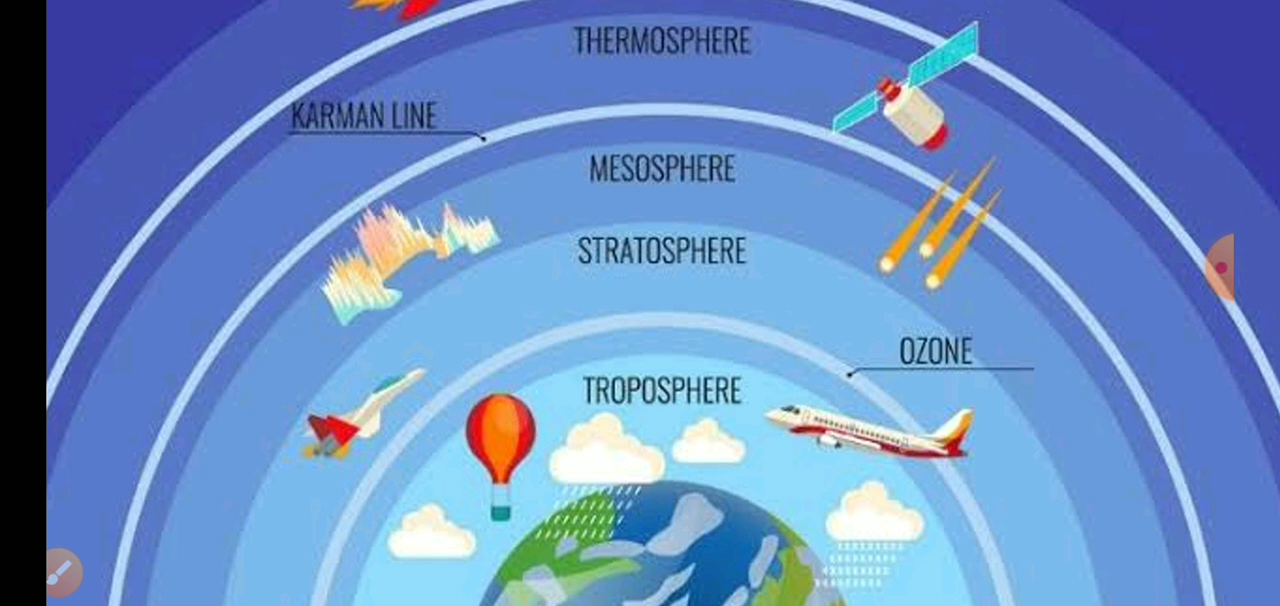 THERMOSPHERE
KARMAN LINE
MESOSPHERE
STRATOSPHERE
OZONE
TROPOSPHERE